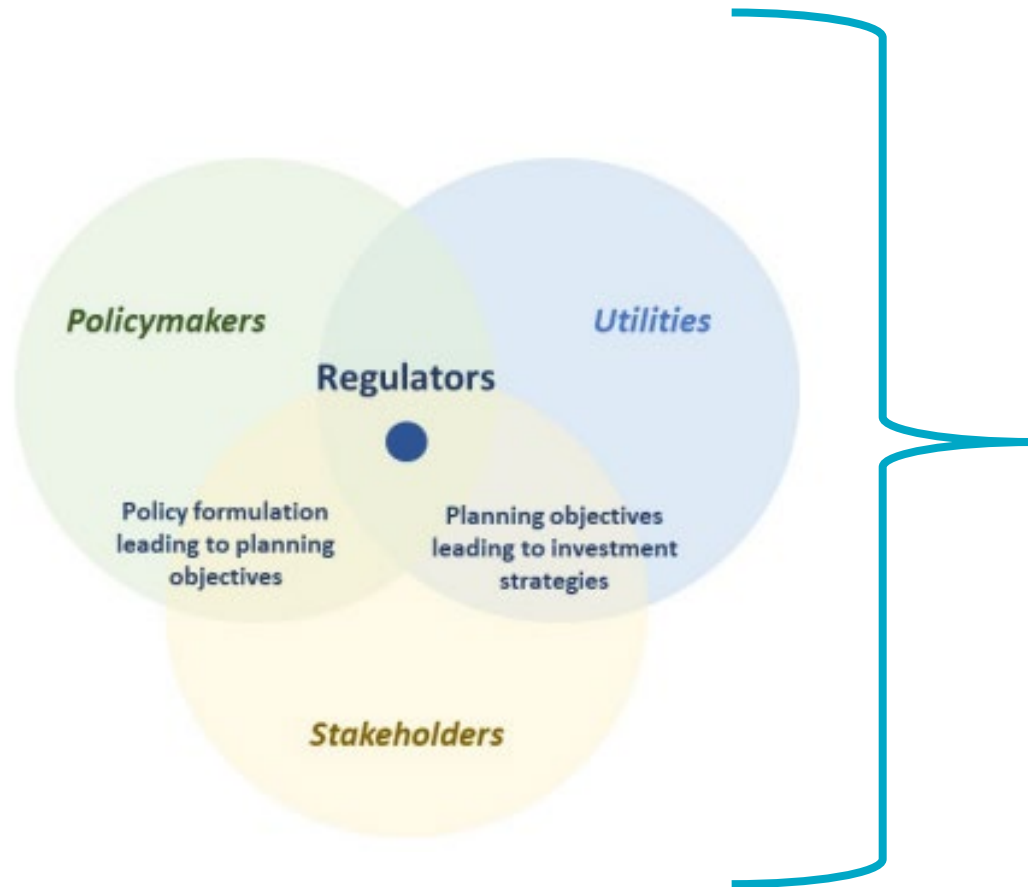 Policymakers
Utilities
Regulators
Policy formulation
leading to planning
objectives
Planning objectives
leading to investment
strategies
Stakeholders